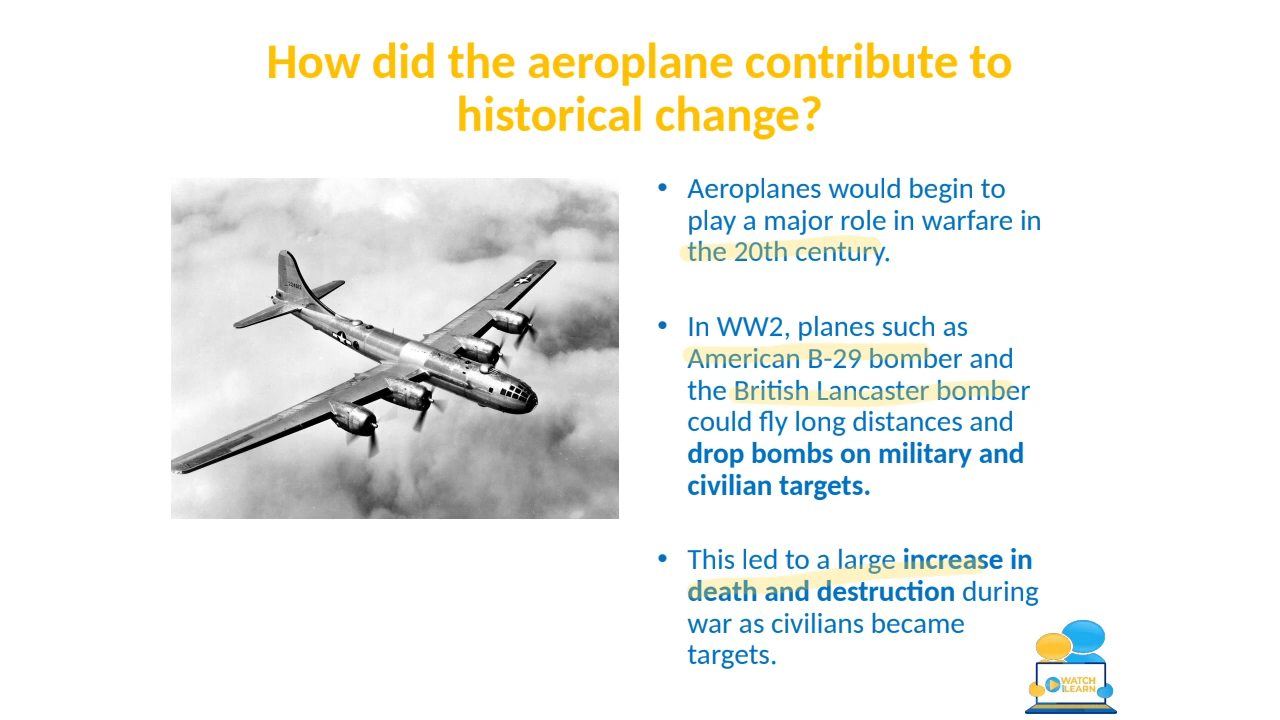 How did the aeroplane contribute to
historical change?
• Aeroplanes would begin to
play a major role in warfare in
the 20th century.
• In WW2, planes such as
American B-29 bomber and
the British Lancaster bomber
could fly long distances and
drop bombs on military and
civilian targets.
• This led to a large increase in
death and destruction during
war as civilians became
targets.
WATCH
LEARN